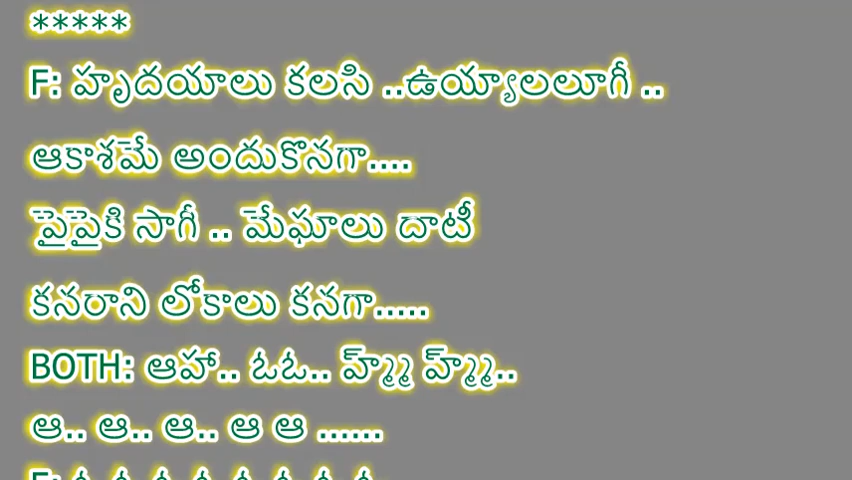 *****
F: హృదయాలు కలసి ..ఉయ్యాలలూగీ ..
ఆకాశమే అందుకొనగా....
పైపైకి సాగీ .. మేఘాలు దాటీ
కనరాని లోకాలు కనగా.....
BOTH: ఆహా.. ఓఓ.. హ్మ్మ్ హ్మ్మ్..
ఆ.. ఆ.. ఆ.. ఆ ఆ ......